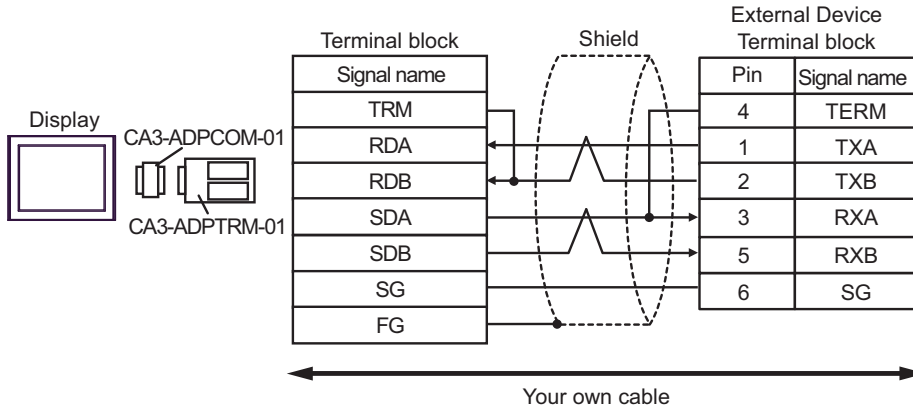 External Device
Terminal block
Shield
Terminal block
Signal name
Pin
Signal name
TRM
4
TERM
Display
CA3-ADPCOM-01
RDA
1
TXA
RDB
2
TXB
CA3-ADPTRM-01
SDA
3
RXA
SDB
5
RXB
SG
6
SG
FG
Your own cable